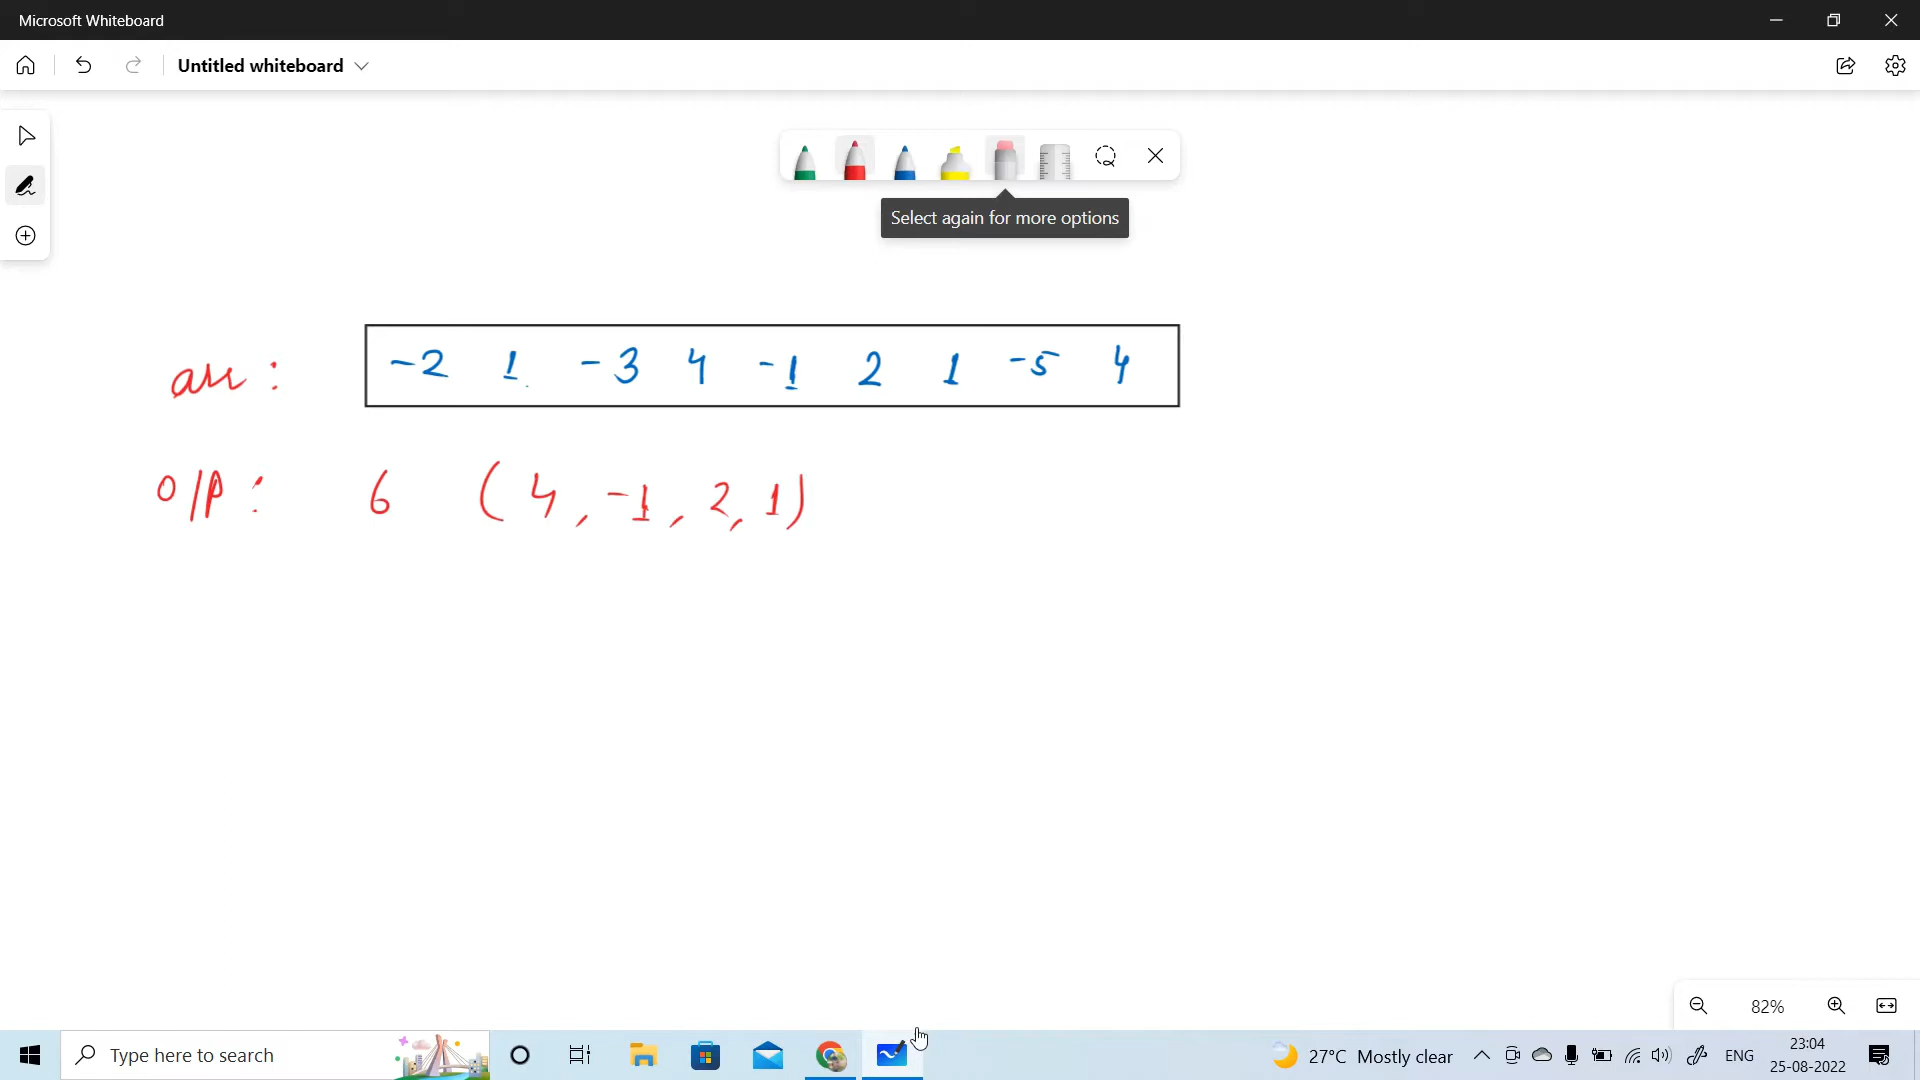 Microsoft Whiteboard
Untitled whiteboard
Select again for more options
arr : -2 1 -3 4 -1 2 1 -5 4
O/P : 6 (4, -1, 2, 1)
82%
Type here to search
27°C Mostly clear
ENG
23:04
25-08-2022